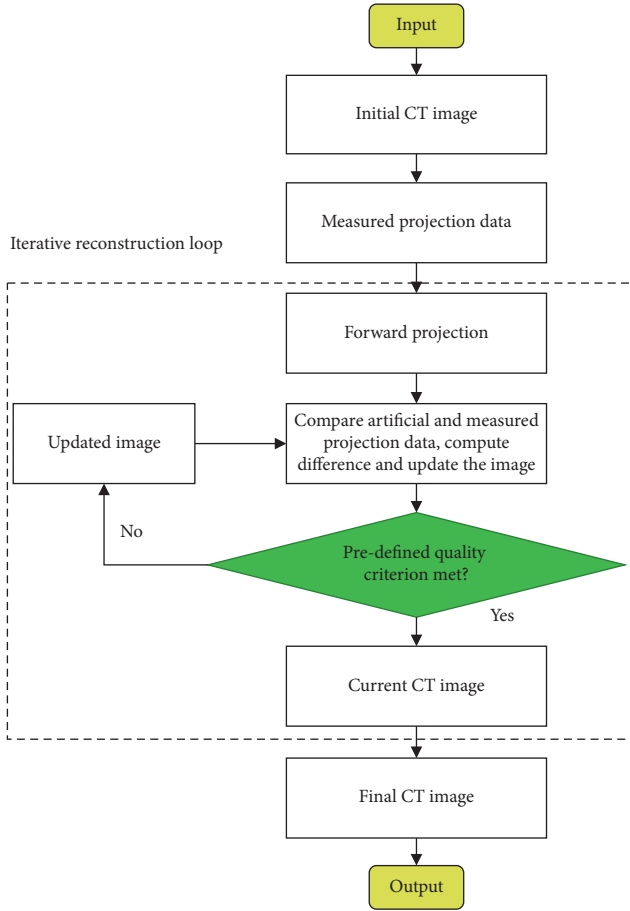 Input
Initial CT image
Measured projection data
Iterative reconstruction loop
Forward projection
Updated image
Compare artificial and measured
projection data, compute
difference and update the image
No
Pre-defined quality
criterion met?
Yes
Current CT image
Final CT image
Output